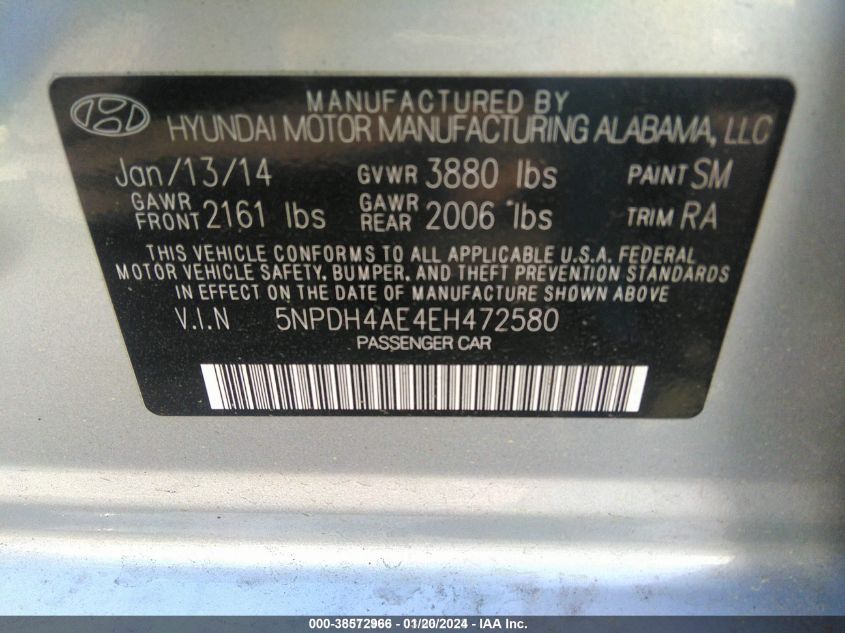 MANUFACTURED BY
HYUNDAI MOTOR MANUFACTURING ALABAMA, LLC
Jan/13/14 GVWR 3880 lbs PAINT SM
GAWR FRONT 2161 lbs GAWR REAR 2006 lbs TRIM RA
THIS VEHICLE CONFORMS TO ALL APPLICABLE U.S.A. FEDERAL
MOTOR VEHICLE SAFETY, BUMPER, AND THEFT PREVENTION STANDARDS
IN EFFECT ON THE DATE OF MANUFACTURE SHOWN ABOVE
V.I.N 5NPDH4AE4EH472580
PASSENGER CAR
000-38572966 - 01/20/2024 - IAA Inc.